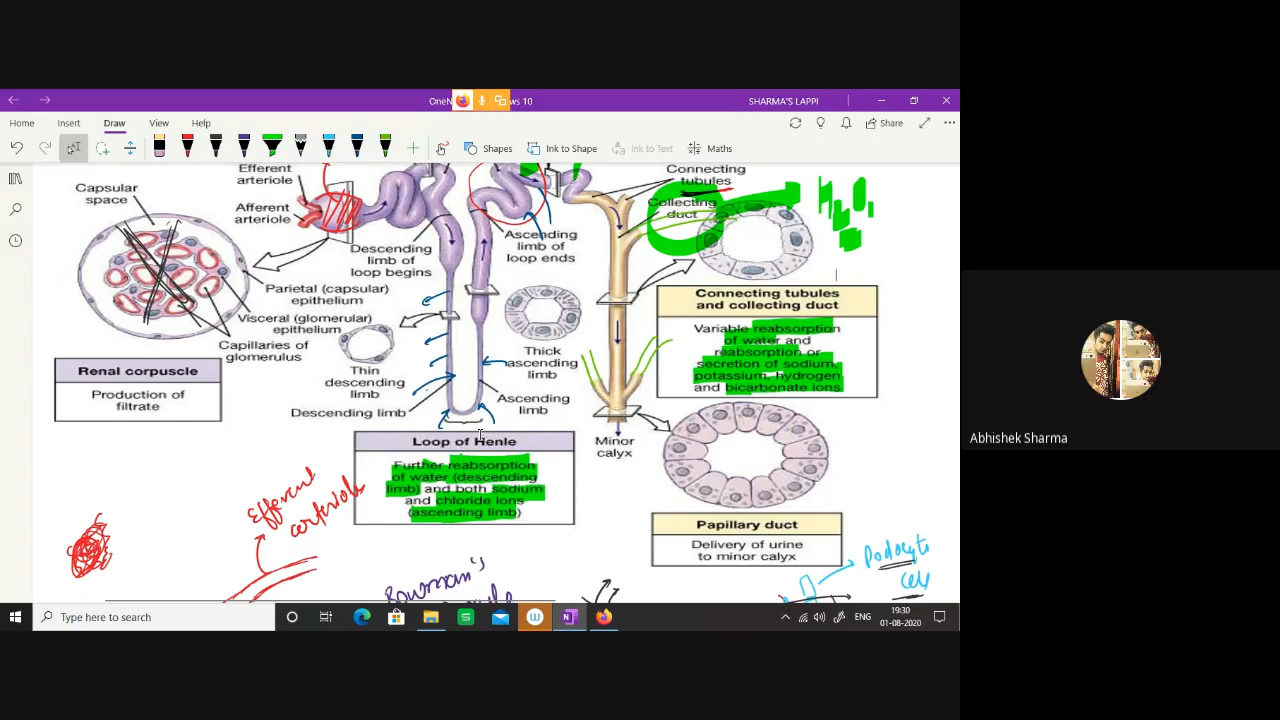 OneN
ws 10
SHARMA'S LAPPI
Home
Insert
Draw
View
Help
Share
Shapes
Ink to Shape
Ink to Text
Maths
Efferent
arteriole
Afferent
arteriole
Capsular
space
Connecting
tubules
Collecting
duct
Descending
limb of
loop begins
Ascending
limb of
loop ends
Parietal (capsular)
epithelium
Visceral (glomerular)
epithelium
Capillaries of
glomerulus
Renal corpuscle
Production of
filtrate
Thin
descending
limb
Descending limb
Thick
ascending
limb
Ascending
limb
Connecting tubules
and collecting duct
Variable reabsorption
of water and
reabsorption or
secretion of sodium,
potassium, hydrogen
and bicarbonate ions
Loop of Henle
Further reabsorption
of water (descending
limb) and both sodium
and chloride ions
(ascending limb)
Minor
calyx
Papillary duct
Delivery of urine
to minor calyx
Efferent
arteriole
Bowman's
Podocyte
cell
Type here to search
ENG
19:30
01-08-2020
Abhishek Sharma